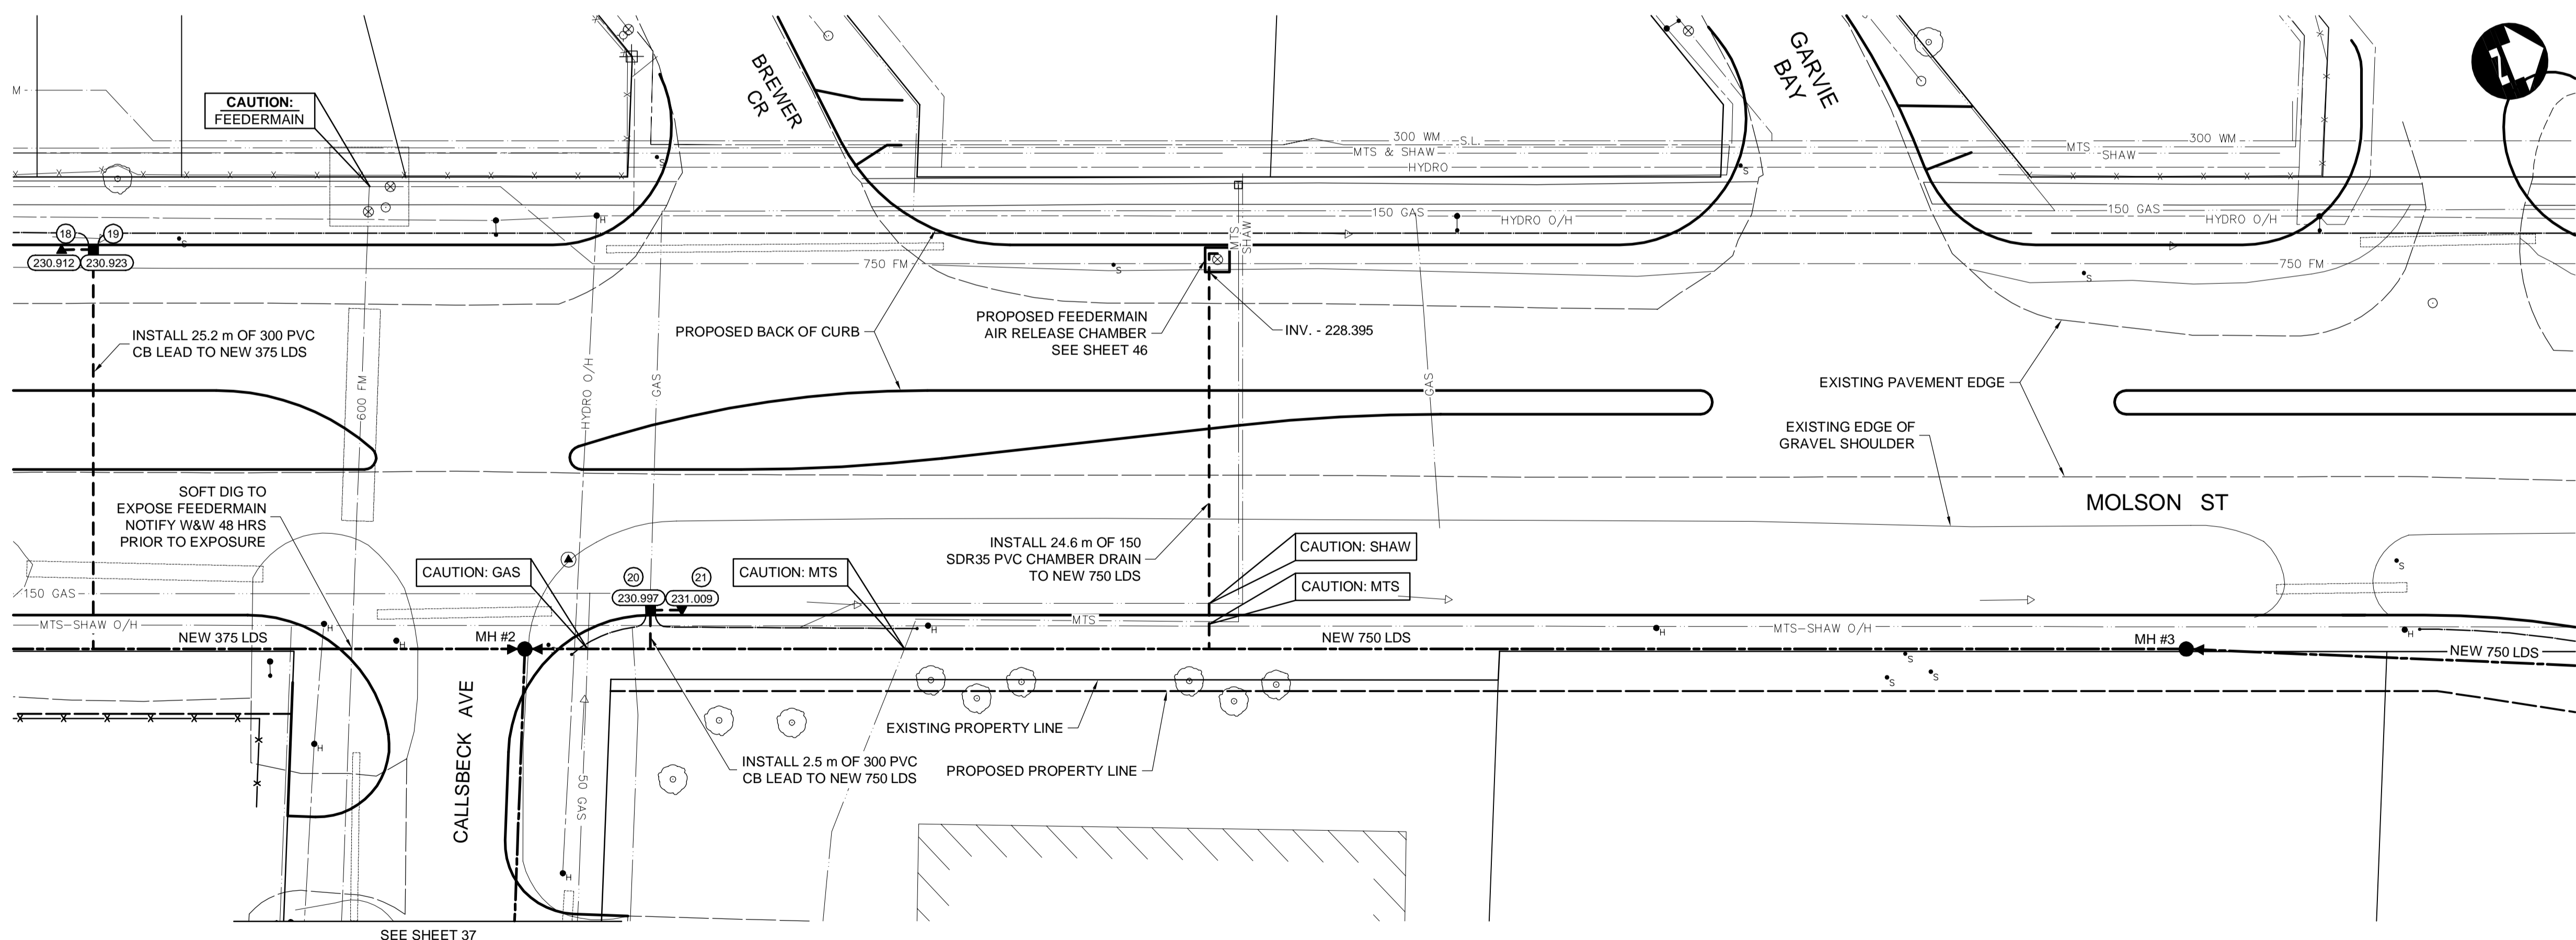 BREWER
CR
GARVIE
BAY
M
CAUTION:
FEEDERMAIN
300 WM
S.L.
MTS & SHAW
HYDRO
300 WM
MTS
SHAW
H
S
S
S
150 GAS
HYDRO O/H
150 GAS
HYDRO O/H
18
19
230.912
230.923
MTS
SHAW
750 FM
S
750 FM
S
INSTALL 25.2 m OF 300 PVC
CB LEAD TO NEW 375 LDS
PROPOSED BACK OF CURB
PROPOSED FEEDERMAIN
AIR RELEASE CHAMBER
SEE SHEET 46
INV. - 228.395
600 FM
HYDRO O/H
GAS
GAS
EXISTING PAVEMENT EDGE
EXISTING EDGE OF
GRAVEL SHOULDER
MOLSON ST
SOFT DIG TO
EXPOSE FEEDERMAIN
NOTIFY W&W 48 HRS
PRIOR TO EXPOSURE
INSTALL 24.6 m OF 150
SDR35 PVC CHAMBER DRAIN
TO NEW 750 LDS
CAUTION: SHAW
CAUTION: MTS
CAUTION: GAS
CAUTION: MTS
20
21
230.997
231.009
150 GAS
MTS-SHAW O/H
H
H
MTS
H
H
MTS-SHAW O/H
H
S
NEW 375 LDS
MH #2
NEW 750 LDS
MH #3
NEW 750 LDS
S
S
S
H
CALLSBECK AVE
50 GAS
H
EXISTING PROPERTY LINE
PROPOSED PROPERTY LINE
INSTALL 2.5 m OF 300 PVC
CB LEAD TO NEW 750 LDS
SEE SHEET 37